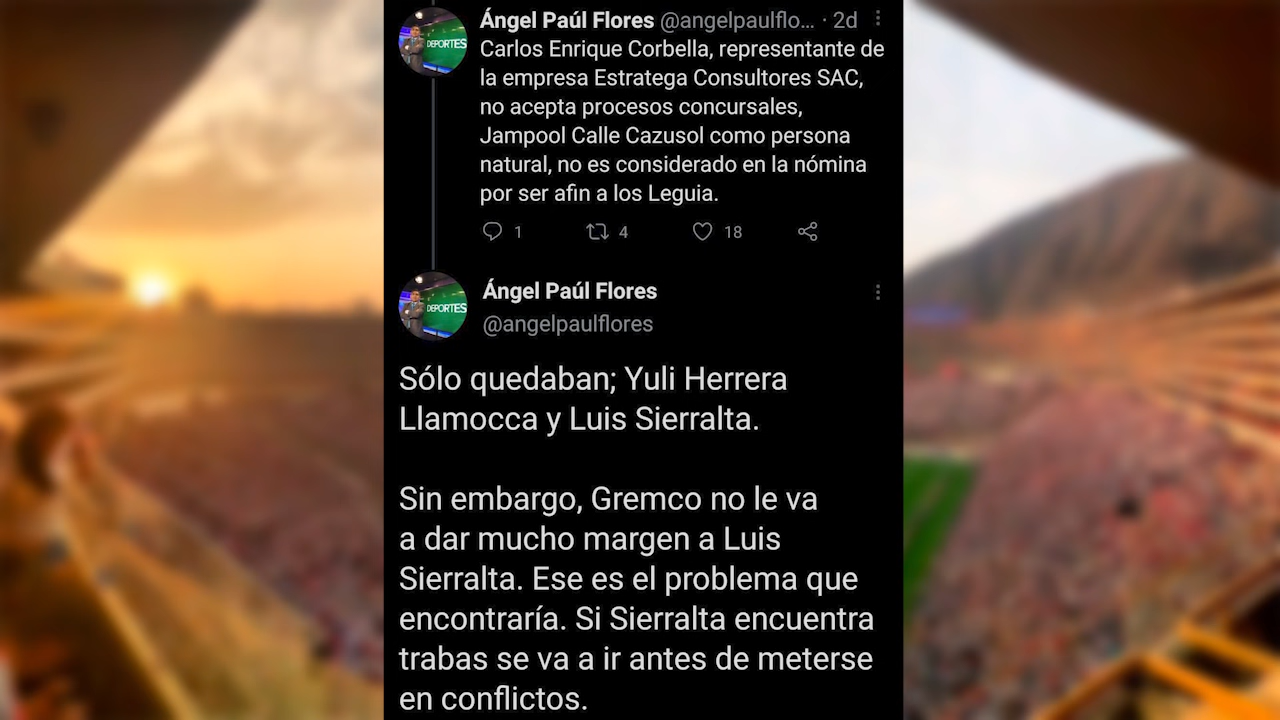 Ángel Paúl Flores @angelpaulflo... · 2d
DEPORTES
Carlos Enrique Corbella, representante de
la empresa Estratega Consultores SAC,
no acepta procesos concursales,
Jampool Calle Cazusol como persona
natural, no es considerado en la nómina
por ser afin a los Leguia.
1 4 18
Ángel Paúl Flores
DEPORTES
@angelpaulflores
Sólo quedaban; Yuli Herrera
Llamocca y Luis Sierralta.
Sin embargo, Gremco no le va
a dar mucho margen a Luis
Sierralta. Ese es el problema que
encontraría. Si Sierralta encuentra
trabas se va a ir antes de meterse
en conflictos.